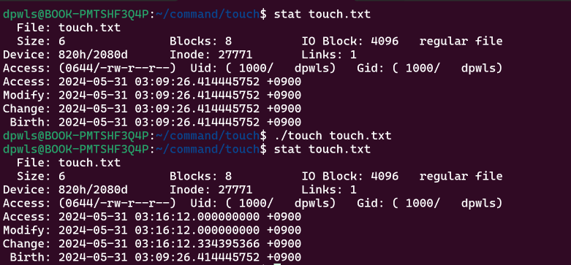 dpwls@BOOK-PMTSHF3Q4P:~/command/touch$ stat touch.txt
  File: touch.txt
  Size: 6               Blocks: 8          IO Block: 4096   regular file
Device: 820h/2080d      Inode: 27771       Links: 1
Access: (0644/-rw-r--r--)  Uid: ( 1000/   dpwls)   Gid: ( 1000/   dpwls)
Access: 2024-05-31 03:09:26.414445752 +0900
Modify: 2024-05-31 03:09:26.414445752 +0900
Change: 2024-05-31 03:09:26.414445752 +0900
 Birth: 2024-05-31 03:09:26.414445752 +0900
dpwls@BOOK-PMTSHF3Q4P:~/command/touch$ ./touch touch.txt
dpwls@BOOK-PMTSHF3Q4P:~/command/touch$ stat touch.txt
  File: touch.txt
  Size: 6               Blocks: 8          IO Block: 4096   regular file
Device: 820h/2080d      Inode: 27771       Links: 1
Access: (0644/-rw-r--r--)  Uid: ( 1000/   dpwls)   Gid: ( 1000/   dpwls)
Access: 2024-05-31 03:16:12.000000000 +0900
Modify: 2024-05-31 03:16:12.000000000 +0900
Change: 2024-05-31 03:16:12.334395366 +0900
 Birth: 2024-05-31 03:09:26.414445752 +0900